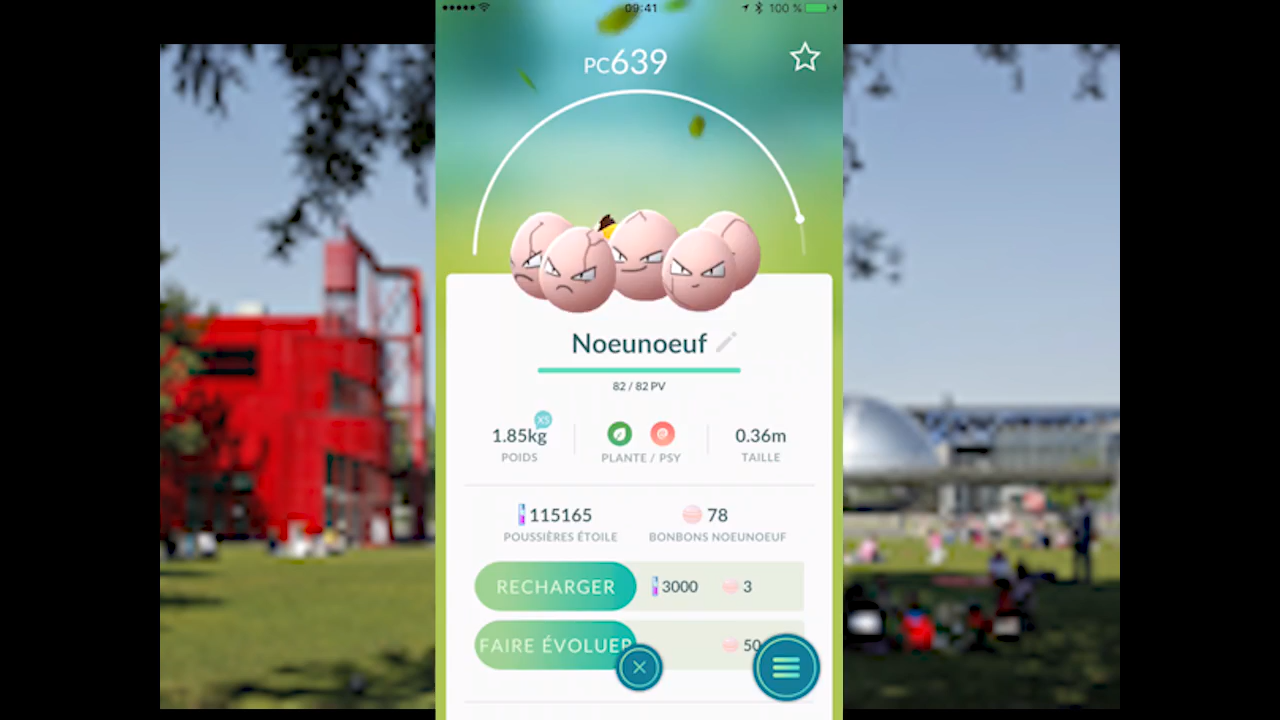 09:41
100 %
PC639
Noeunoeuf
82 / 82 PV
XS
1.85kg
0.36m
POIDS
PLANTE / PSY
TAILLE
115165
78
POUSSIÈRES ÉTOILE
BONBONS NOEUNOEUF
RECHARGER
3000
3
FAIRE ÉVOLUER
50